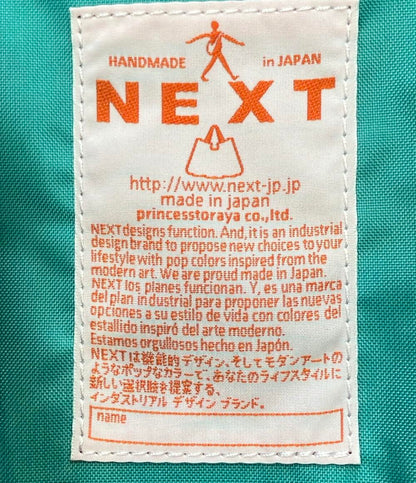 HANDMADE in JAPAN
NEXT
http://www.next-jp.jp
made in japan
princesstoraya co.,ltd.
NEXT designs function. And, it is an industrial
design brand to propose new choices to your
lifestyle with pop colors inspired from the
modern art. We are proud made in Japan.
NEXT los planes funcionan. Y, es una marca
del plan industrial para proponer las nuevas
opciones a su estilo de vida con colores del
estallido inspiró del arte moderno.
Estamos orgullosos hecho en Japón.
NEXTは機能的デザイン、そしてモダンアートの
ようなポップなカラーで、あなたのライフスタイルに
新しい選択肢を提案する、
インダストリアル デザイン ブランド。
name